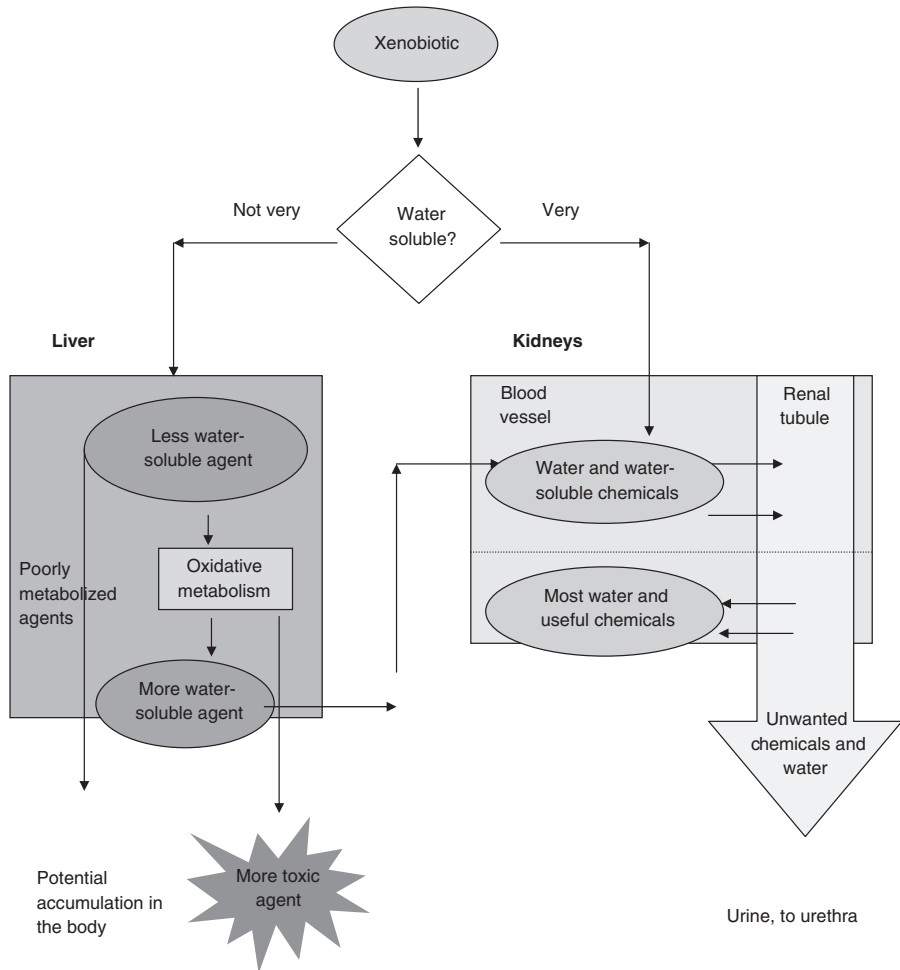 Xenobiotic
Not very
Water
soluble?
Very
Liver
Kidneys
Less water-
soluble agent
Oxidative
metabolism
Poorly
metabolized
agents
More water-
soluble agent
Potential
accumulation in
the body
More toxic
agent
Blood
vessel
Renal
tubule
Water and water-
soluble chemicals
Most water and
useful chemicals
Unwanted
chemicals and
water
Urine, to urethra